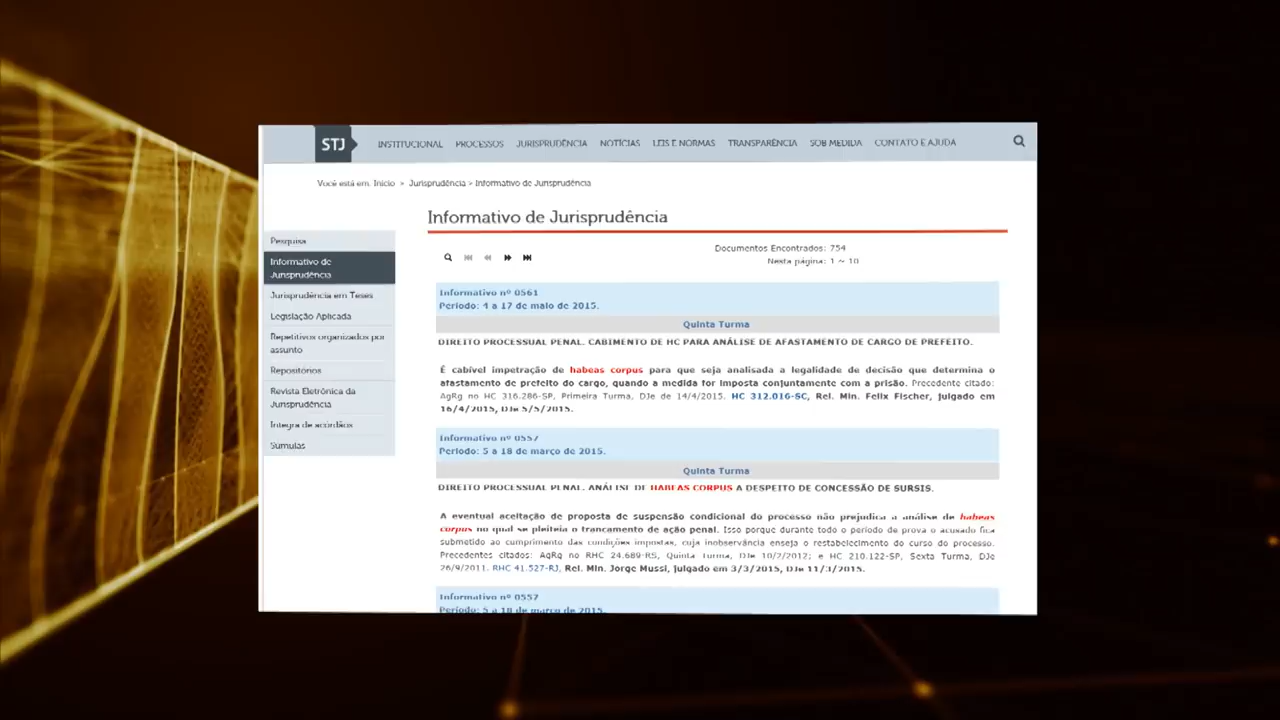 STJ
INSTITUCIONAL PROCESSOS JURISPRUDÊNCIA NOTÍCIAS LEIS E NORMAS TRANSPARÊNCIA SOB MEDIDA CONTATO E AJUDA
Você está em: Início > Jurisprudência > Informativo de Jurisprudência
Informativo de Jurisprudência
Documentos Encontrados: 754
Nesta página: 1 ~ 10
Pesquisa
Informativo de
Jurisprudência
Jurisprudência em Teses
Legislação Aplicada
Repetitivos organizados por
assunto
Repositórios
Revista Eletrônica da
Jurisprudência
Íntegra de acórdãos
Súmulas
Informativo nº 0561
Período: 4 a 17 de maio de 2015.
Quinta Turma
DIREITO PROCESSUAL PENAL. CABIMENTO DE HC PARA ANÁLISE DE AFASTAMENTO DE CARGO DE PREFEITO.
É cabível impetração de habeas corpus para que seja analisada a legalidade de decisão que determina o
afastamento de prefeito do cargo, quando a medida for imposta conjuntamente com a prisão. Precedente citado:
AgRg no HC 316.286-SP, Primeira Turma, DJe de 14/4/2015. HC 312.016-SC, Rel. Min. Felix Fischer, julgado em
16/4/2015, DJe 5/5/2015.
Informativo nº 0557
Período: 5 a 18 de março de 2015.
Quinta Turma
DIREITO PROCESSUAL PENAL. ANÁLISE DE HABEAS CORPUS A DESPEITO DE CONCESSÃO DE SURSIS.
A eventual aceitação de proposta de suspensão condicional do processo não prejudica a análise de habeas
corpus no qual se pleiteia o trancamento de ação penal. Isso porque durante todo o período de prova o acusado fica
submetido ao cumprimento das condições impostas, cuja inobservância enseja o restabelecimento do curso do processo.
Precedentes citados: AgRg no RHC 24.689-RS, Quinta Turma, DJe 10/2/2012; e HC 210.122-SP, Sexta Turma, DJe
26/9/2011. RHC 41.527-RJ, Rel. Min. Jorge Mussi, julgado em 3/3/2015, DJe 11/3/2015.
Informativo nº 0557
Período: 5 a 18 de março de 2015.